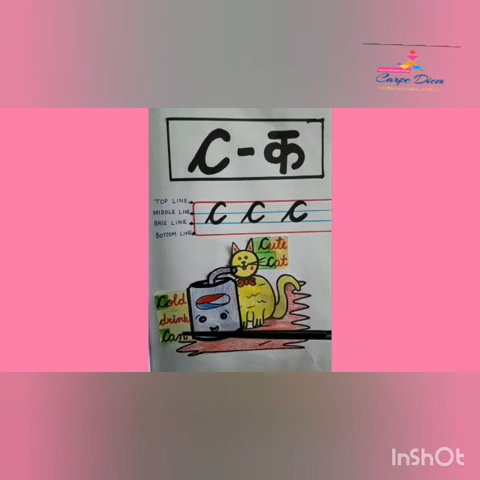 Carpe Diem
C - क
TOP LINE
MIDDLE LINE
BASE LINE
BOTTOM LINE
C C C
Cute
Cat
Cold
drink
Can
InShOt